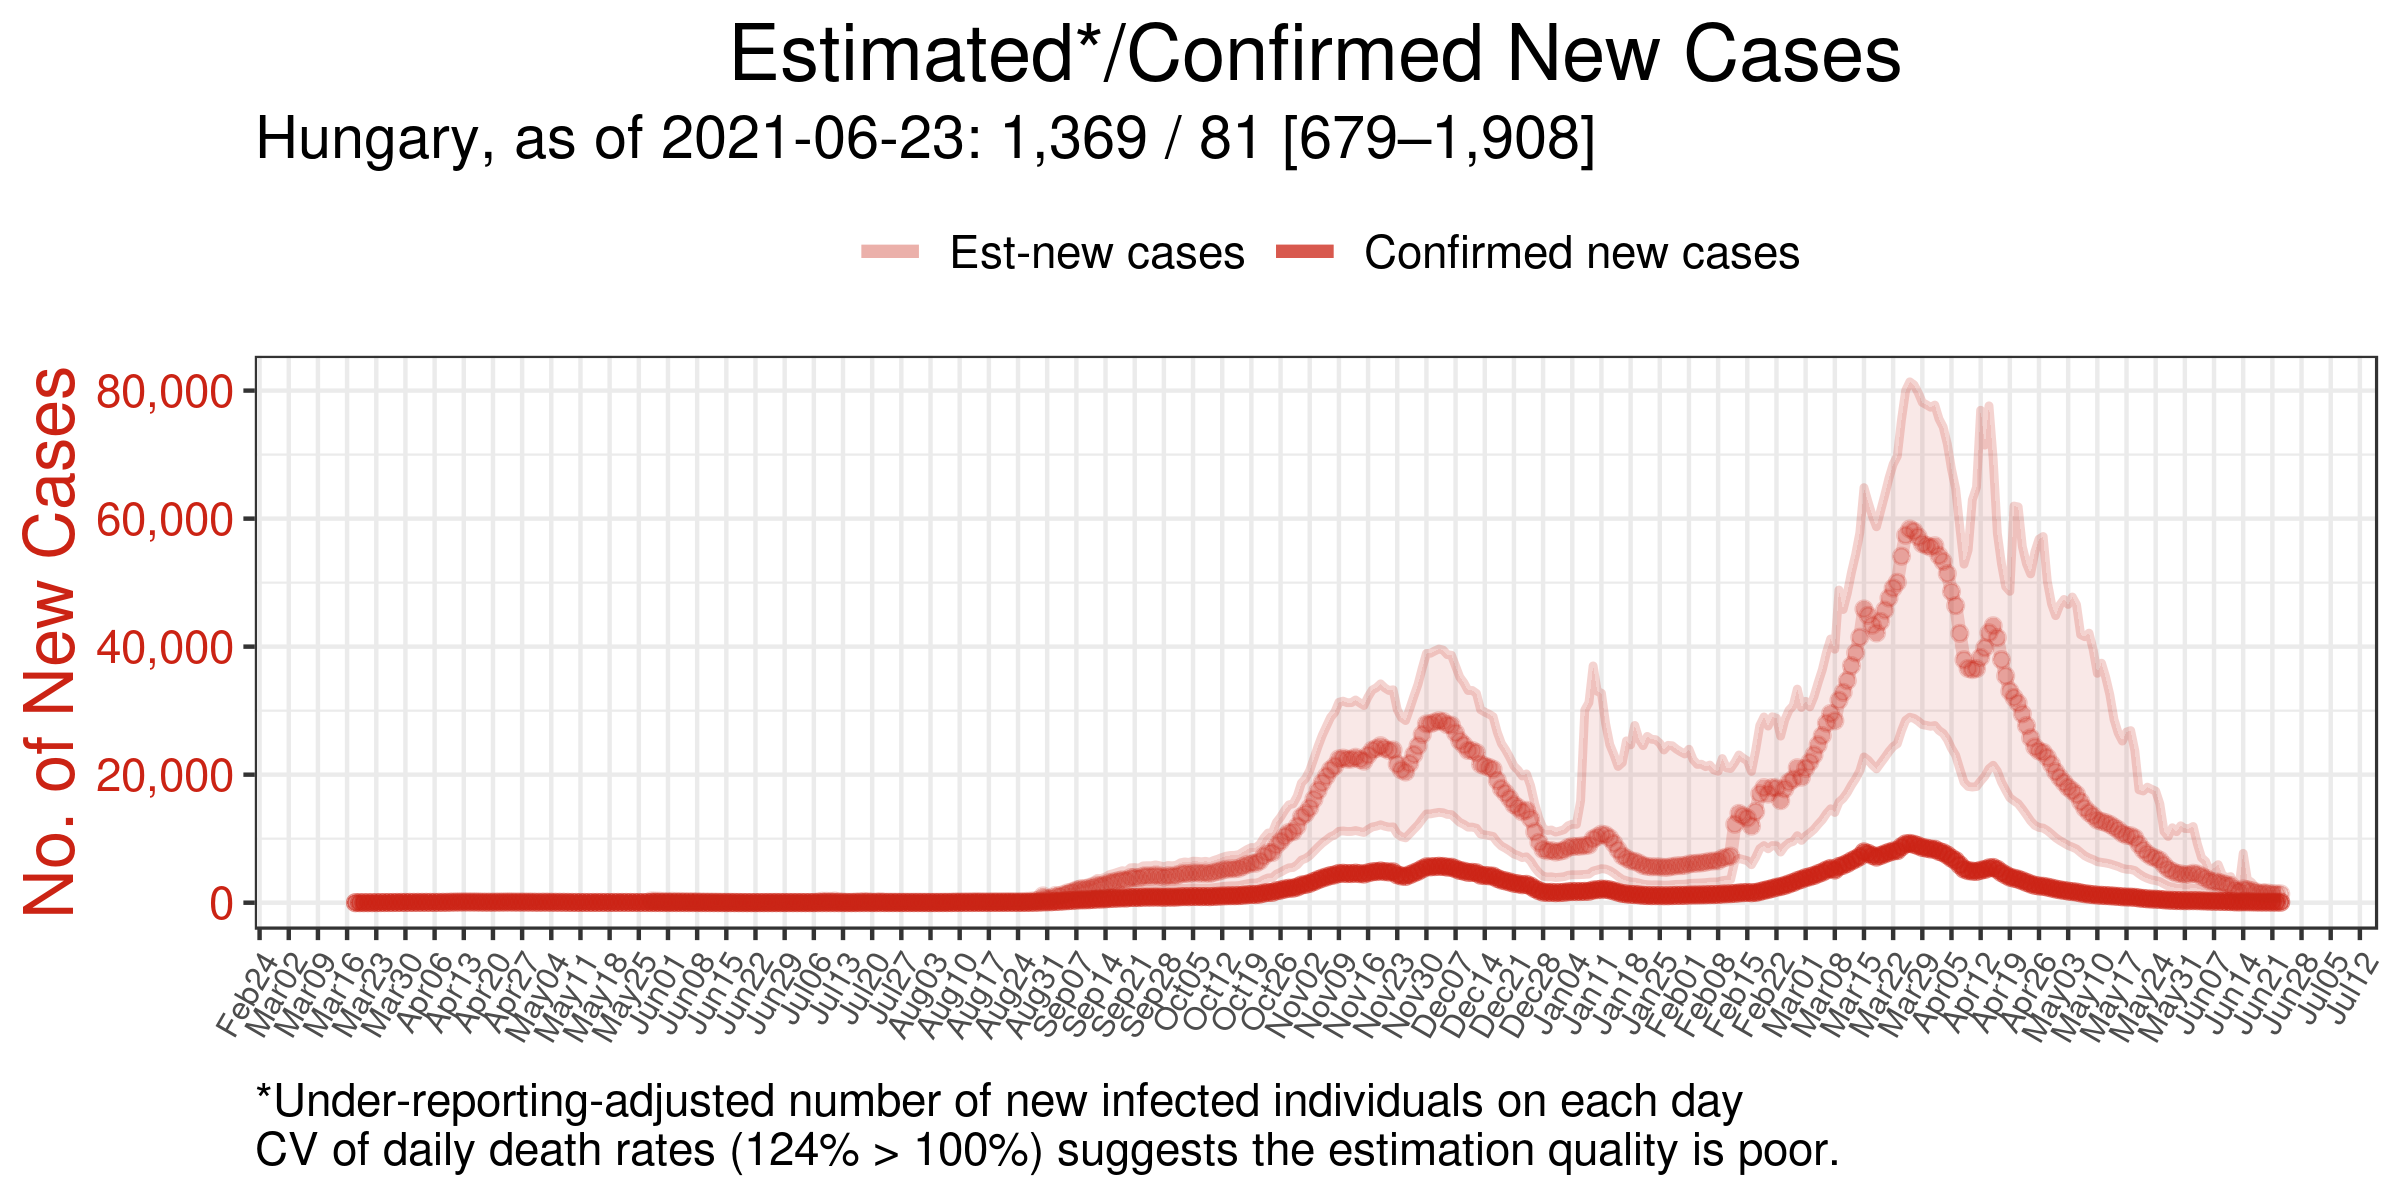 Estimated*/Confirmed New Cases
Hungary, as of 2021-06-23: 1,369 / 81 [679–1,908]
Est-new cases
Confirmed new cases
No. of New Cases
80,000
60,000
40,000
20,000
0
Feb24
Mar02
Mar09
Mar16
Mar23
Mar30
Apr06
Apr13
Apr20
Apr27
May04
May11
May18
May25
Jun01
Jun08
Jun15
Jun22
Jun29
Jul06
Jul13
Jul20
Jul27
Aug03
Aug10
Aug17
Aug24
Aug31
Sep07
Sep14
Sep21
Sep28
Oct05
Oct12
Oct19
Oct26
Nov02
Nov09
Nov16
Nov23
Nov30
Dec07
Dec14
Dec21
Dec28
Jan04
Jan11
Jan18
Jan25
Feb01
Feb08
Feb15
Feb22
Mar01
Mar08
Mar15
Mar22
Mar29
Apr05
Apr12
Apr19
Apr26
May03
May10
May17
May24
May31
Jun07
Jun14
Jun21
Jun28
Jul05
Jul12
*Under-reporting-adjusted number of new infected individuals on each day
CV of daily death rates (124% > 100%) suggests the estimation quality is poor.